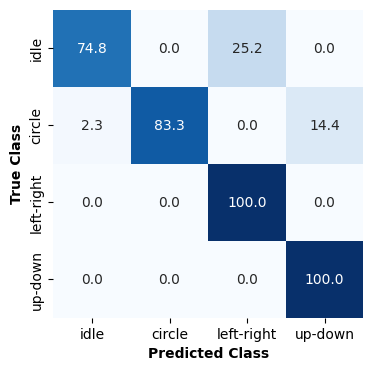 True Class
idle 74.8 0.0 25.2 0.0
circle 2.3 83.3 0.0 14.4
left-right 0.0 0.0 100.0 0.0
up-down 0.0 0.0 0.0 100.0
idle circle left-right up-down
Predicted Class